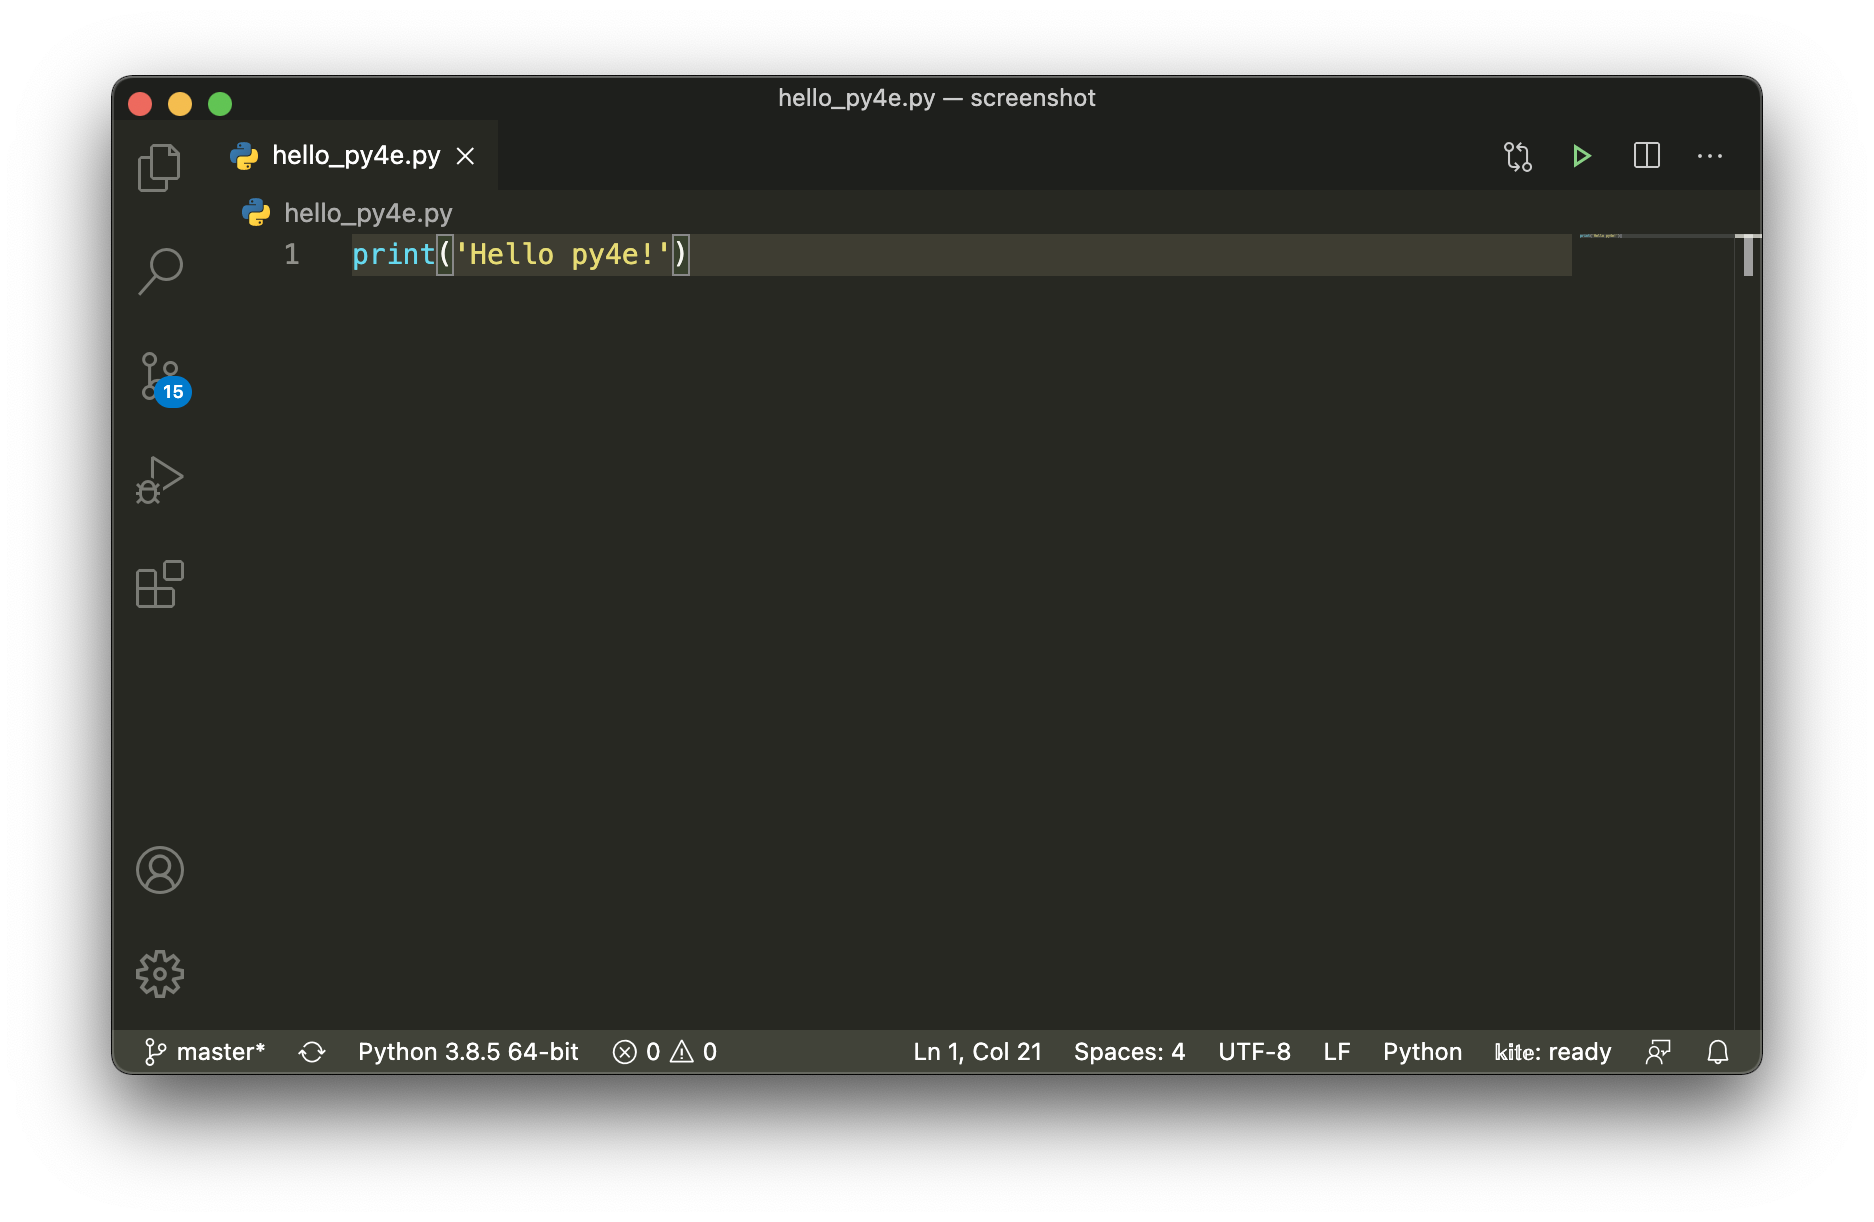 hello_py4e.py — screenshot
hello_py4e.py
hello_py4e.py
1 print('Hello py4e!')
15
master* Python 3.8.5 64-bit 0 0 Ln 1, Col 21 Spaces: 4 UTF-8 LF Python kite: ready